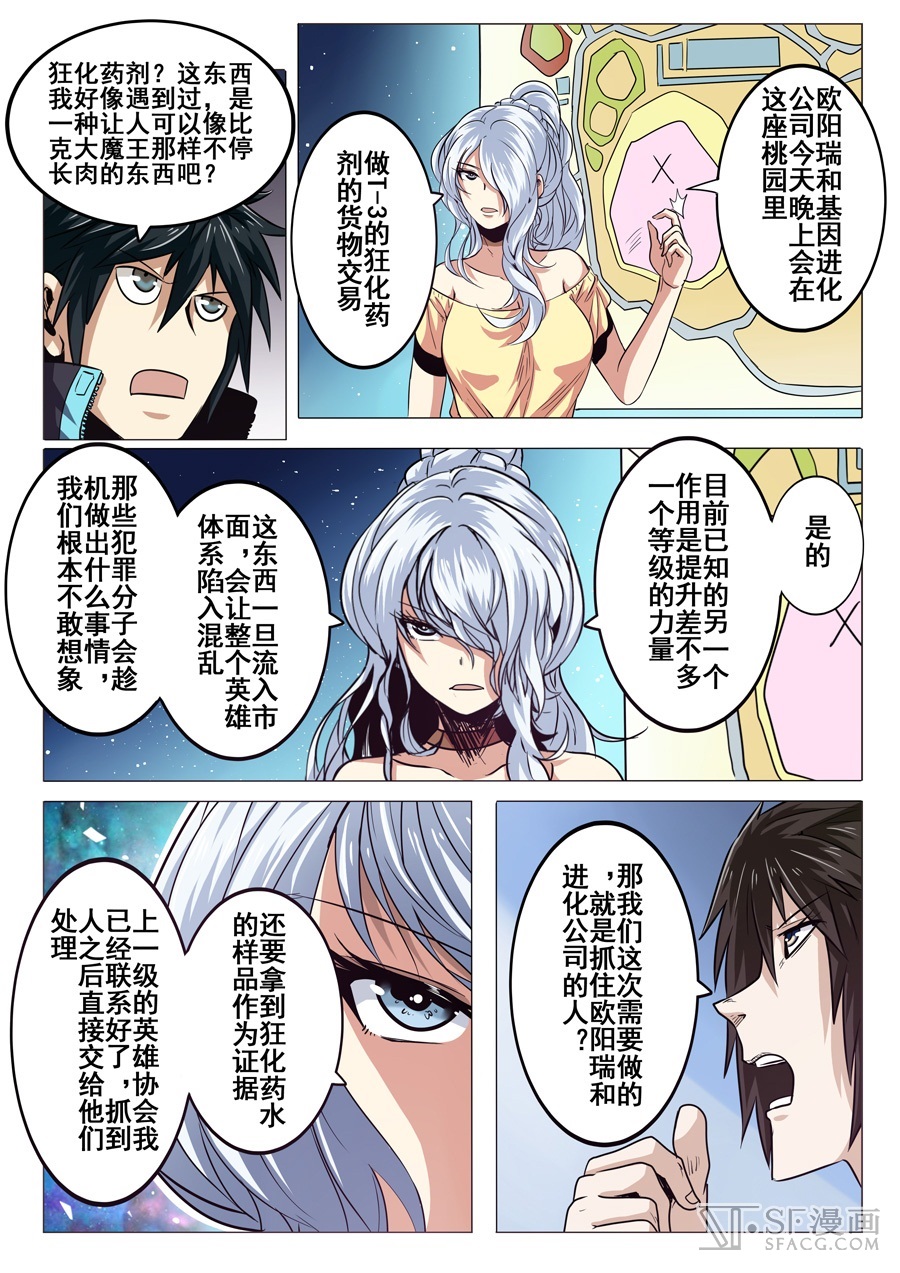 欧阳瑞和基因进化
公司今天晚上会在
这座桃园里
做T-3的狂化药
剂的货物交易
狂化药剂？这东西
我好像遇到过，是
一种让人可以像比
克大魔王那样不停
长肉的东西吧？
是的
目前已知的另一个
作用是提升差不多
一个等级的力量
这东西一旦流入市
面，会让整个英雄
体系陷入混乱
那些犯罪分子会趁
机做出什么事情，
我们根本不敢想象
那我们这次需要做的
，就是抓住欧阳瑞和
进化公司的人？
还要拿到狂化药水
的样品作为证据
上一级的英雄协会我
已经联系好了，抓到
人之后直接交给他们
处理
SF漫画
SFACG.COM